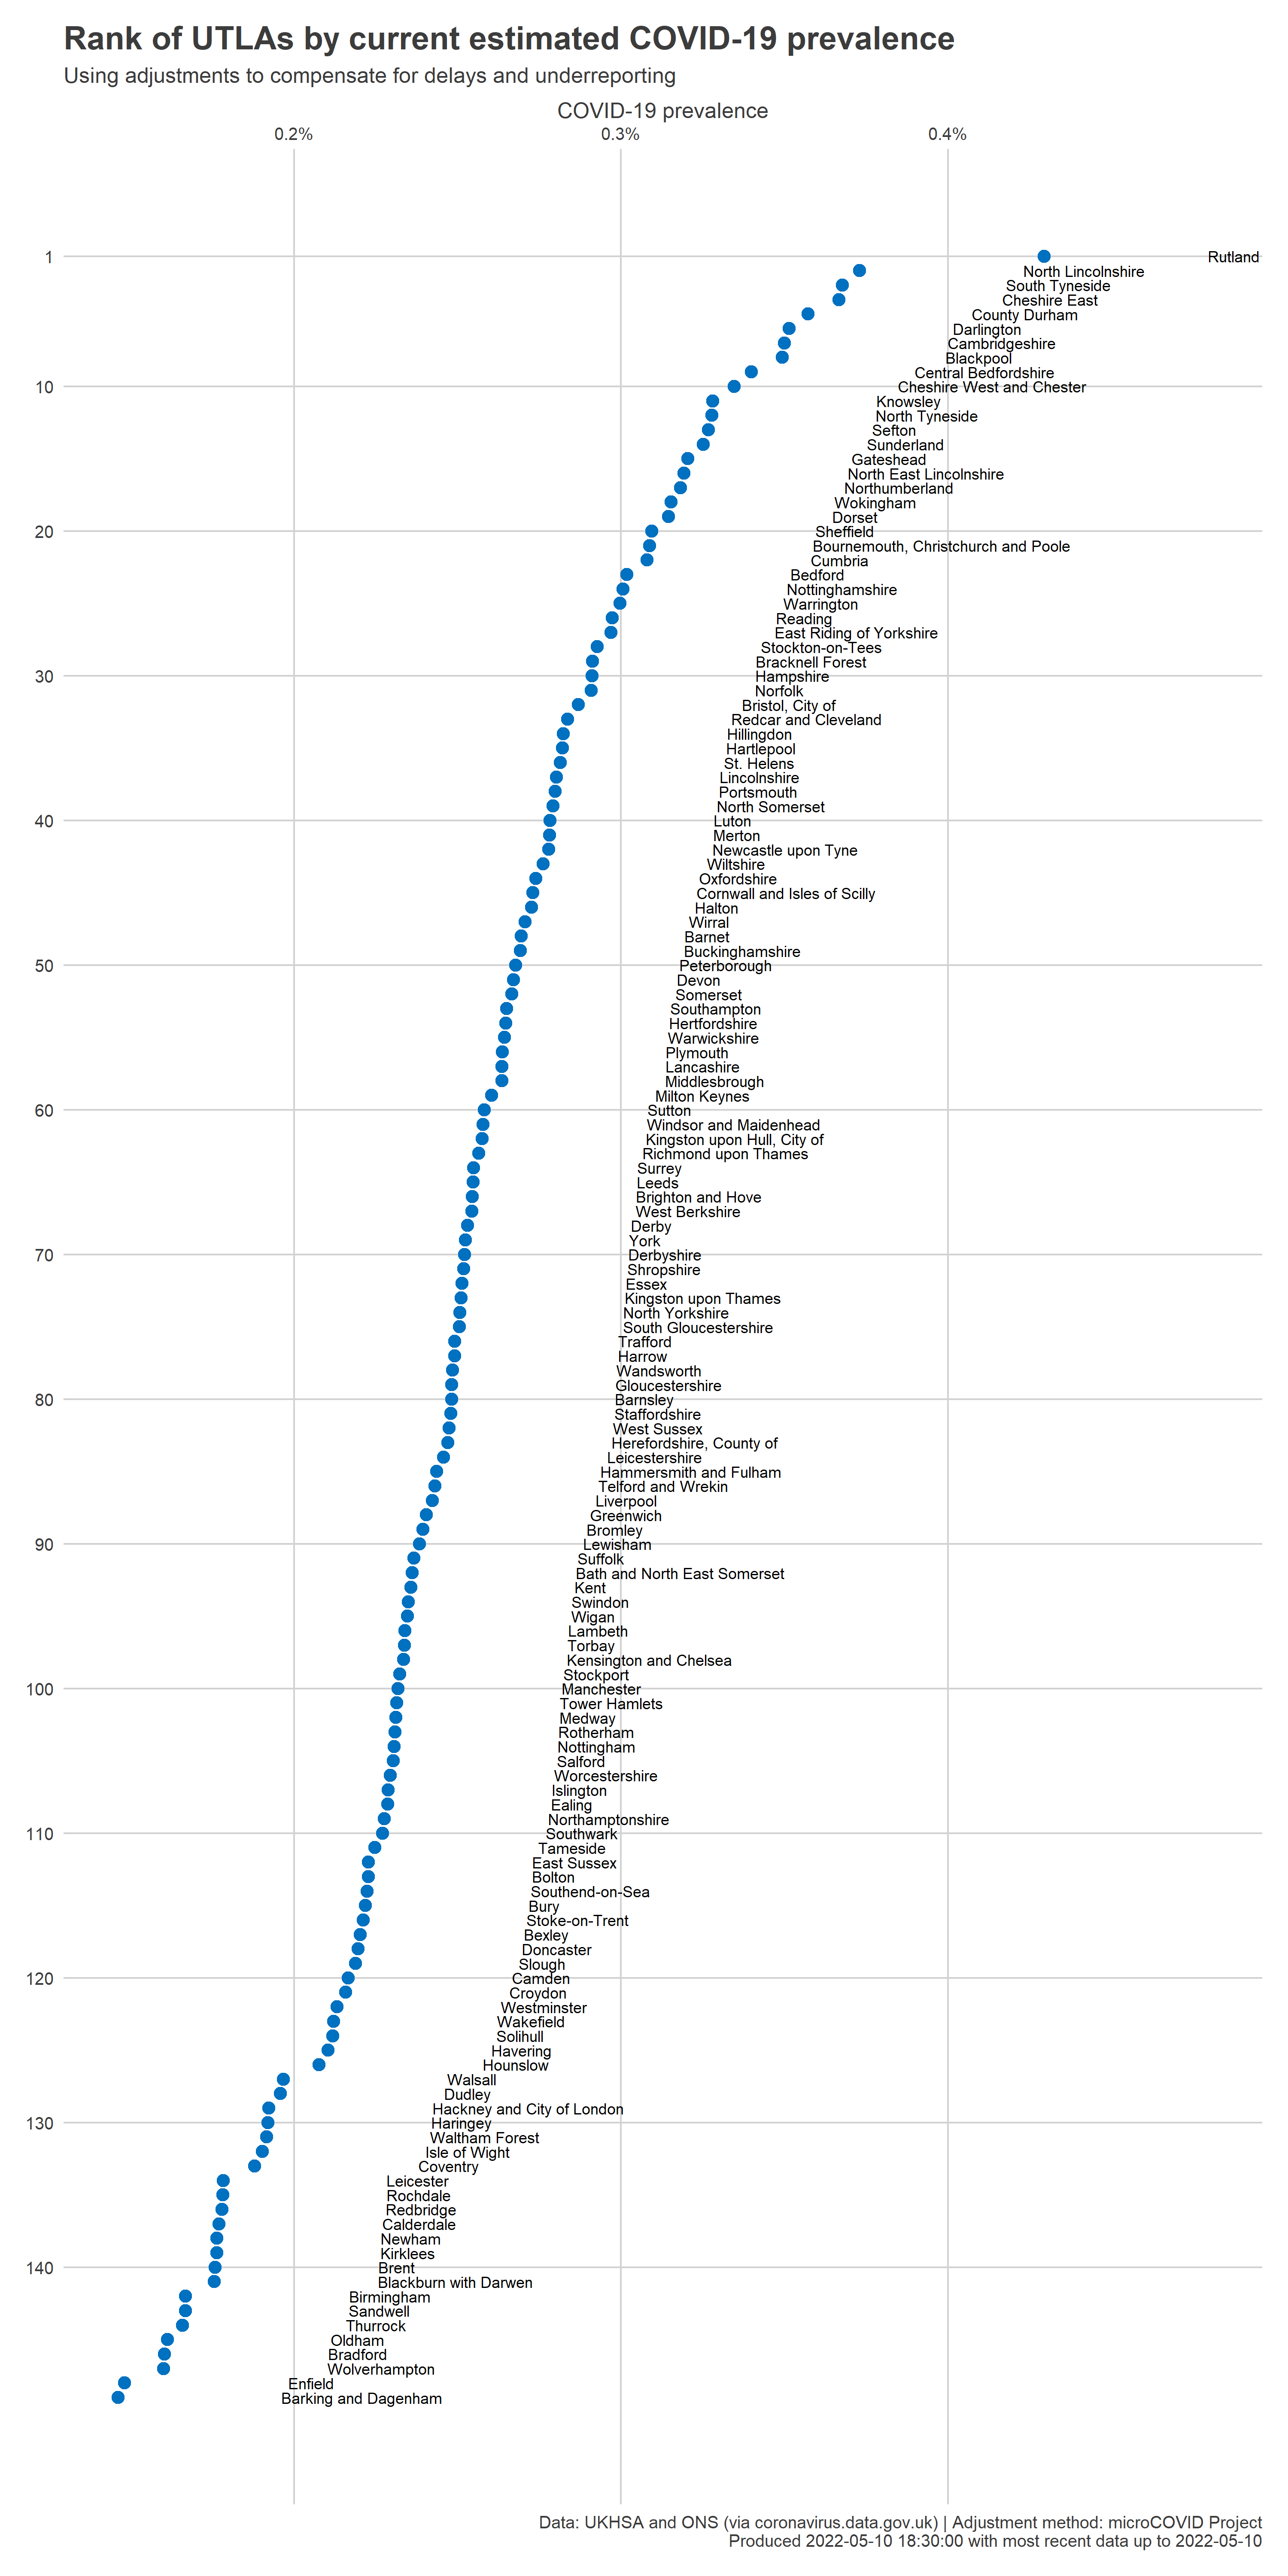 Rank of UTLAs by current estimated COVID-19 prevalence
Using adjustments to compensate for delays and underreporting
COVID-19 prevalence
0.2% 0.3% 0.4%
1 Rutland
North Lincolnshire
South Tyneside
Cheshire East
County Durham
Darlington
Cambridgeshire
Blackpool
Central Bedfordshire
10 Cheshire West and Chester
Knowsley
North Tyneside
Sefton
Sunderland
Gateshead
North East Lincolnshire
Northumberland
Wokingham
Dorset
20 Sheffield
Bournemouth, Christchurch and Poole
Cumbria
Bedford
Nottinghamshire
Warrington
Reading
East Riding of Yorkshire
Stockton-on-Tees
Bracknell Forest
30 Hampshire
Norfolk
Bristol, City of
Redcar and Cleveland
Hillingdon
Hartlepool
St. Helens
Lincolnshire
Portsmouth
North Somerset
40 Luton
Merton
Newcastle upon Tyne
Wiltshire
Oxfordshire
Cornwall and Isles of Scilly
Halton
Wirral
Barnet
Buckinghamshire
50 Peterborough
Devon
Somerset
Southampton
Hertfordshire
Warwickshire
Plymouth
Lancashire
Middlesbrough
Milton Keynes
60 Sutton
Windsor and Maidenhead
Kingston upon Hull, City of
Richmond upon Thames
Surrey
Leeds
Brighton and Hove
West Berkshire
Derby
York
70 Derbyshire
Shropshire
Essex
Kingston upon Thames
North Yorkshire
South Gloucestershire
Trafford
Harrow
Wandsworth
Gloucestershire
80 Barnsley
Staffordshire
West Sussex
Herefordshire, County of
Leicestershire
Hammersmith and Fulham
Telford and Wrekin
Liverpool
Greenwich
Bromley
90 Lewisham
Suffolk
Bath and North East Somerset
Kent
Swindon
Wigan
Lambeth
Torbay
Kensington and Chelsea
Stockport
100 Manchester
Tower Hamlets
Medway
Rotherham
Nottingham
Salford
Worcestershire
Islington
Ealing
Northamptonshire
110 Southwark
Tameside
East Sussex
Bolton
Southend-on-Sea
Bury
Stoke-on-Trent
Bexley
Doncaster
Slough
120 Camden
Croydon
Westminster
Wakefield
Solihull
Havering
Hounslow
Walsall
Dudley
Hackney and City of London
130 Haringey
Waltham Forest
Isle of Wight
Coventry
Leicester
Rochdale
Redbridge
Calderdale
Newham
Kirklees
140 Brent
Blackburn with Darwen
Birmingham
Sandwell
Thurrock
Oldham
Bradford
Wolverhampton
Enfield
Barking and Dagenham
Data: UKHSA and ONS (via coronavirus.data.gov.uk) | Adjustment method: microCOVID Project
Produced 2022-05-10 18:30:00 with most recent data up to 2022-05-10